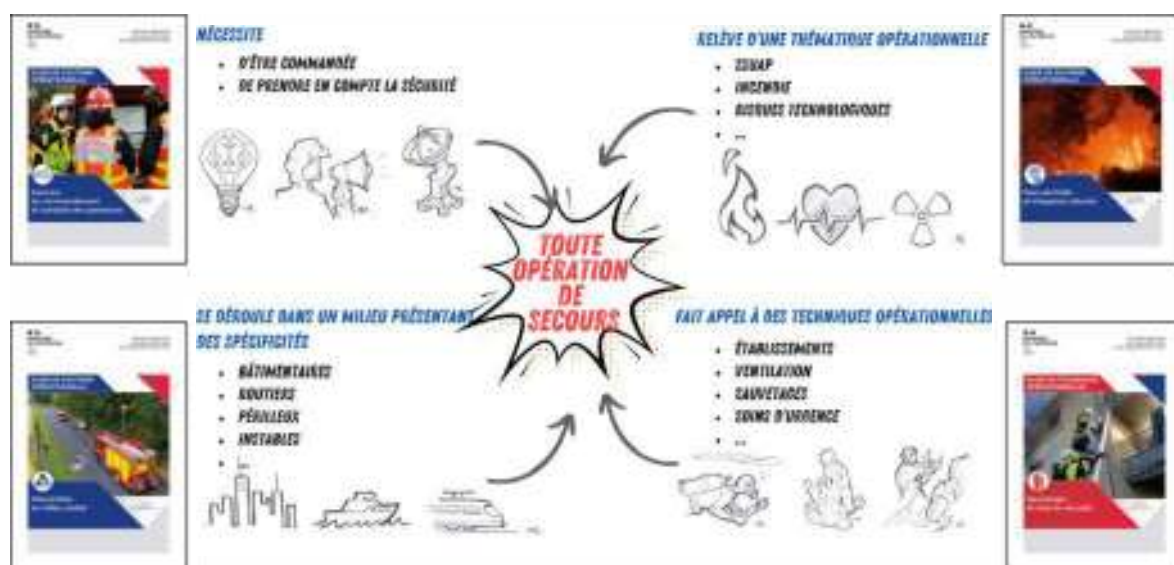 NÉCESSITE
• D'ÊTRE COMMANDÉE
• DE PRENDRE EN COMPTE LA SÉCURITÉ
RELÈVE D'UNE THÉMATIQUE OPÉRATIONNELLE
• SSUAP
• INCENDIE
• RISQUES TECHNOLOGIQUES
• ...
TOUTE
OPÉRATION
DE
SECOURS
SE DÉROULE DANS UN MILIEU PRÉSENTANT
DES SPÉCIFICITÉS
• BÂTIMENTAIRES
• ROUTIERS
• PÉRILLEUX
• INSTABLES
• ...
FAIT APPEL À DES TECHNIQUES OPÉRATIONNELLES
• ÉTABLISSEMENTS
• VENTILATION
• SAUVETAGES
• SOINS D'URGENCE
• ...